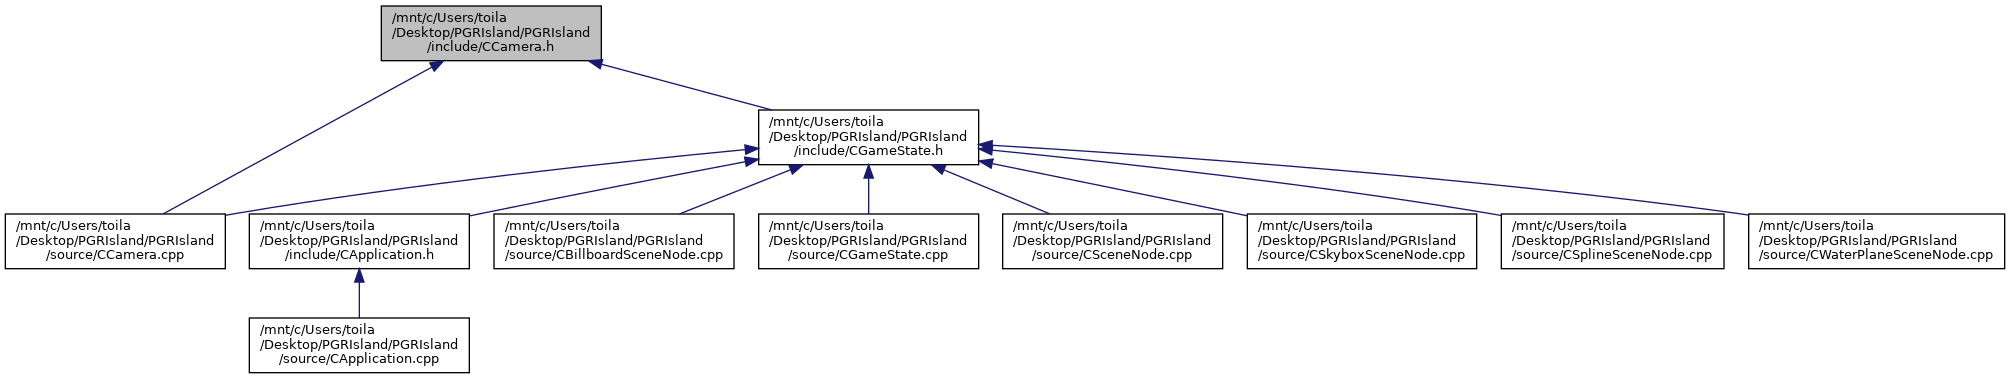 /mnt/c/Users/toila
/Desktop/PGRIsland/PGRIsland
/include/CCamera.h
/mnt/c/Users/toila
/Desktop/PGRIsland/PGRIsland
/include/CGameState.h
/mnt/c/Users/toila
/Desktop/PGRIsland/PGRIsland
/source/CCamera.cpp
/mnt/c/Users/toila
/Desktop/PGRIsland/PGRIsland
/include/CApplication.h
/mnt/c/Users/toila
/Desktop/PGRIsland/PGRIsland
/source/CBillboardSceneNode.cpp
/mnt/c/Users/toila
/Desktop/PGRIsland/PGRIsland
/source/CGameState.cpp
/mnt/c/Users/toila
/Desktop/PGRIsland/PGRIsland
/source/CSceneNode.cpp
/mnt/c/Users/toila
/Desktop/PGRIsland/PGRIsland
/source/CSkyboxSceneNode.cpp
/mnt/c/Users/toila
/Desktop/PGRIsland/PGRIsland
/source/CSplineSceneNode.cpp
/mnt/c/Users/toila
/Desktop/PGRIsland/PGRIsland
/source/CWaterPlaneSceneNode.cpp
/mnt/c/Users/toila
/Desktop/PGRIsland/PGRIsland
/source/CApplication.cpp